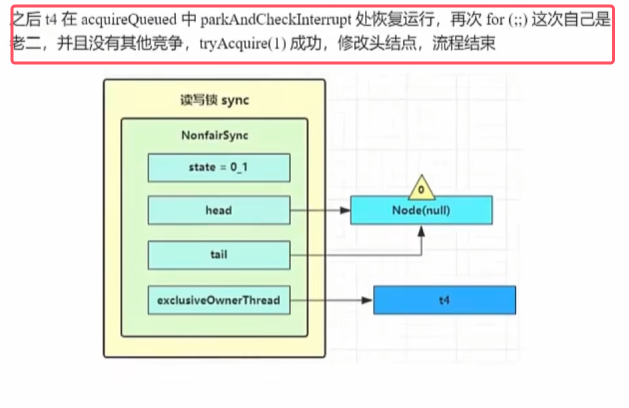 之后 t4 在 acquireQueued 中 parkAndCheckInterrupt 处恢复运行，再次 for (;;) 这次自己是
老二，并且没有其他竞争，tryAcquire(1) 成功，修改头结点，流程结束
读写锁 sync
NonfairSync
state = 0_1
0
head
Node(null)
tail
exclusiveOwnerThread
t4